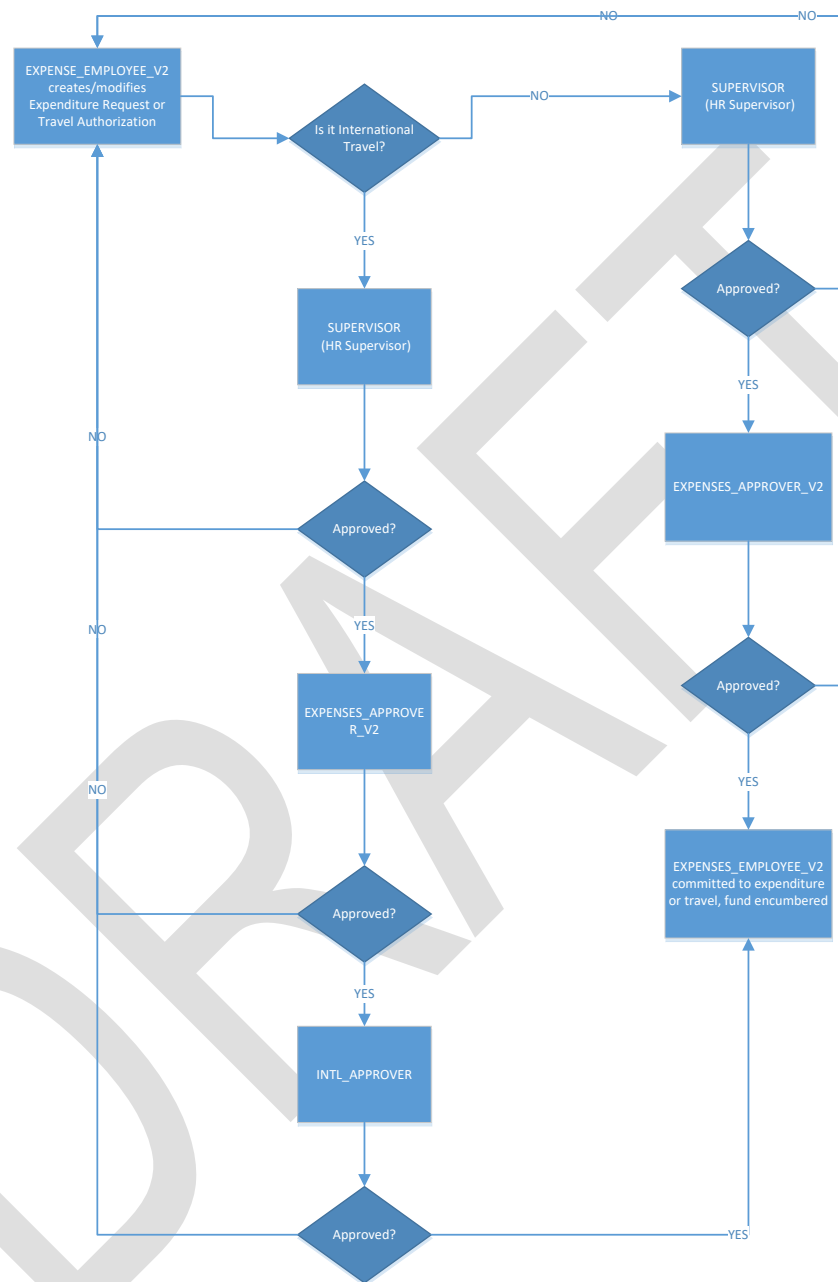 NO
NO
EXPENSE_EMPLOYEE_V2
creates/modifies
Expenditure Request or
Travel Authorization
Is it International
Travel?
NO
SUPERVISOR
(HR Supervisor)
YES
Approved?
SUPERVISOR
(HR Supervisor)
YES
NO
EXPENSES_APPROVER_V2
Approved?
YES
NO
Approved?
EXPENSES_APPROVE
R_V2
YES
NO
EXPENSES_EMPLOYEE_V2
committed to expenditure
or travel, fund encumbered
Approved?
YES
INTL_APPROVER
Approved?
YES
DRAFT